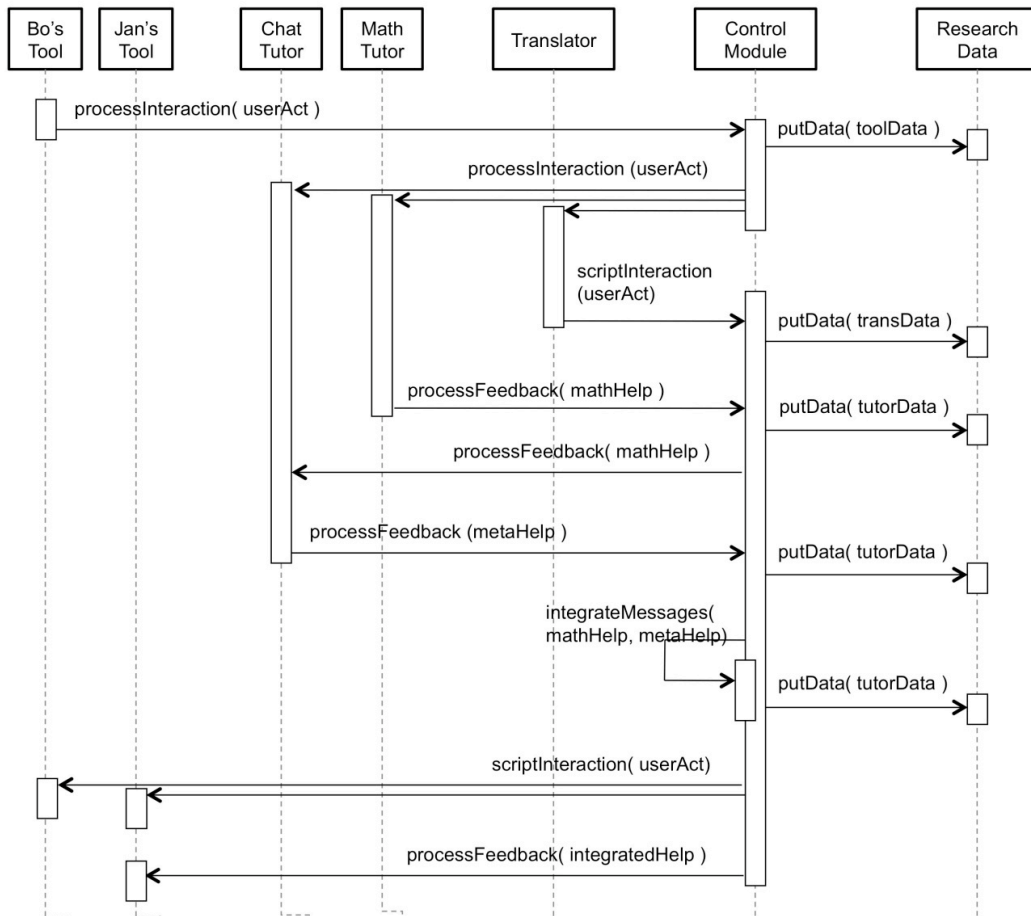 Bo's
Tool
Jan's
Tool
Chat
Tutor
Math
Tutor
Translator
Control
Module
Research
Data
processInteraction( userAct )
putData( toolData )
processInteraction (userAct)
scriptInteraction
(userAct)
putData( transData )
processFeedback( mathHelp )
putData( tutorData )
processFeedback( mathHelp )
processFeedback (metaHelp )
putData( tutorData )
integrateMessages(
mathHelp, metaHelp)
putData( tutorData )
scriptInteraction( userAct)
processFeedback( integratedHelp )